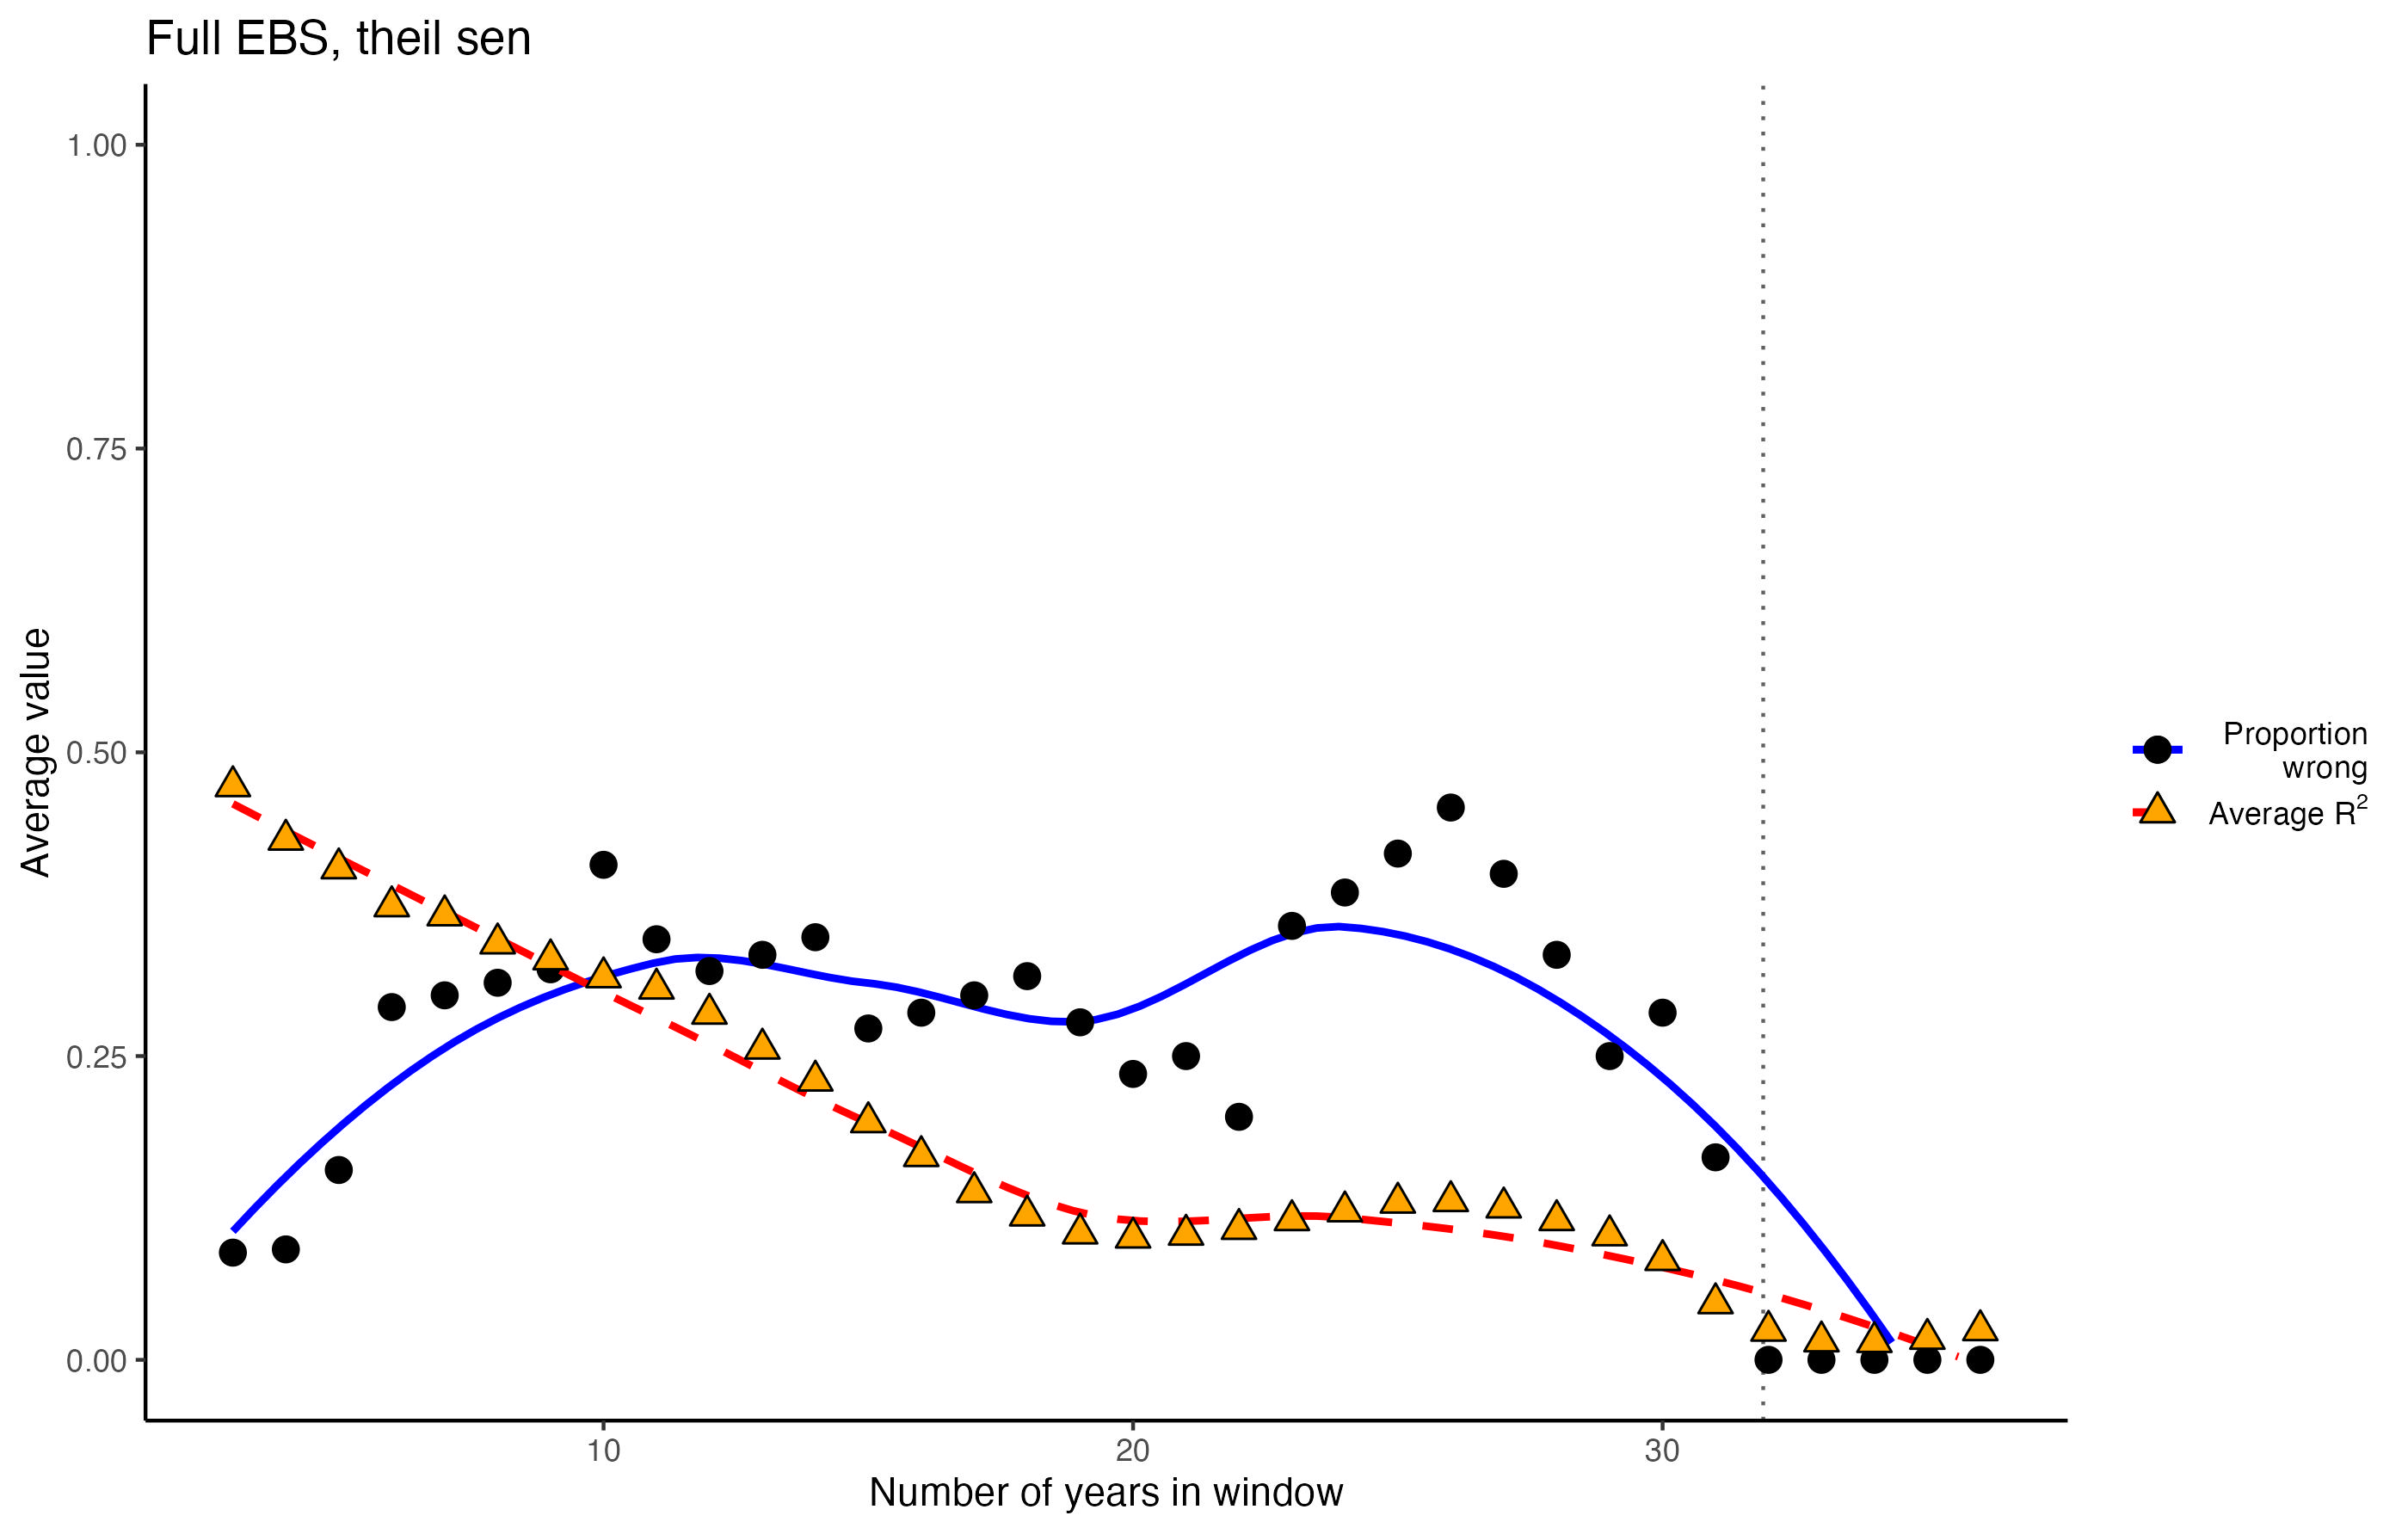 Full EBS, theil sen
1.00
0.75
0.50
0.25
0.00
Average value
10
20
30
Number of years in window
Proportion
wrong
Average R²